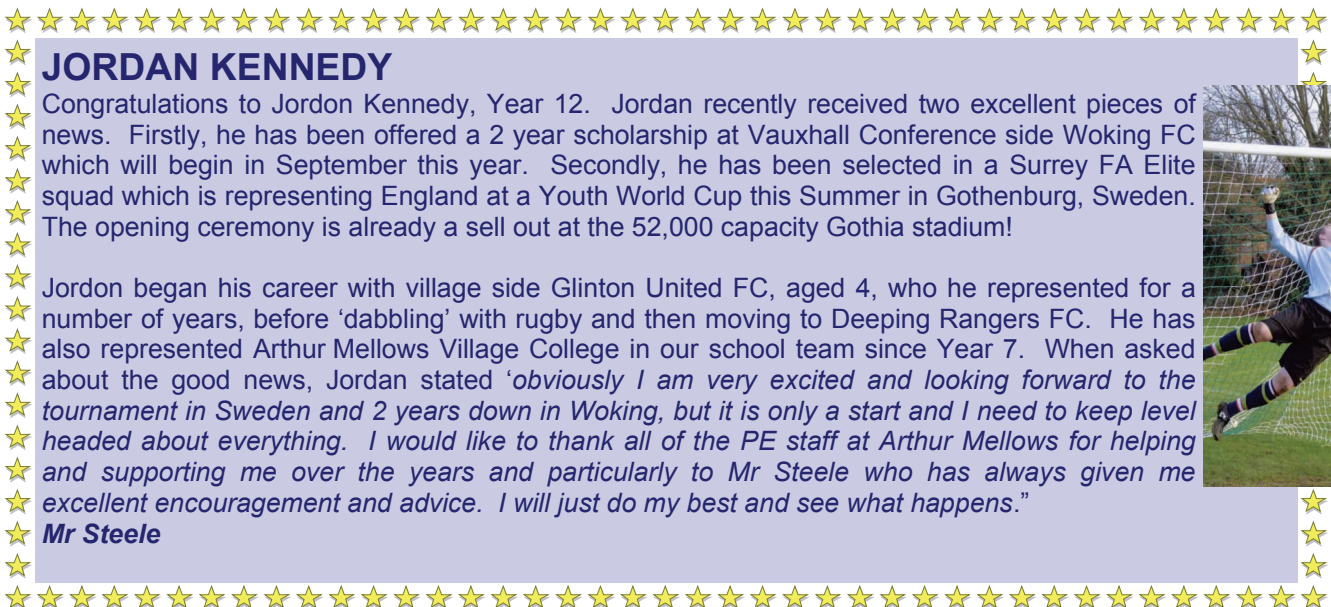 JORDAN KENNEDY
Congratulations to Jordon Kennedy, Year 12. Jordan recently received two excellent pieces of
news. Firstly, he has been offered a 2 year scholarship at Vauxhall Conference side Woking FC
which will begin in September this year. Secondly, he has been selected in a Surrey FA Elite
squad which is representing England at a Youth World Cup this Summer in Gothenburg, Sweden.
The opening ceremony is already a sell out at the 52,000 capacity Gothia stadium!
Jordon began his career with village side Glinton United FC, aged 4, who he represented for a
number of years, before ‘dabbling’ with rugby and then moving to Deeping Rangers FC. He has
also represented Arthur Mellows Village College in our school team since Year 7. When asked
about the good news, Jordan stated ‘obviously I am very excited and looking forward to the
tournament in Sweden and 2 years down in Woking, but it is only a start and I need to keep level
headed about everything. I would like to thank all of the PE staff at Arthur Mellows for helping
and supporting me over the years and particularly to Mr Steele who has always given me
excellent encouragement and advice. I will just do my best and see what happens.”
Mr Steele